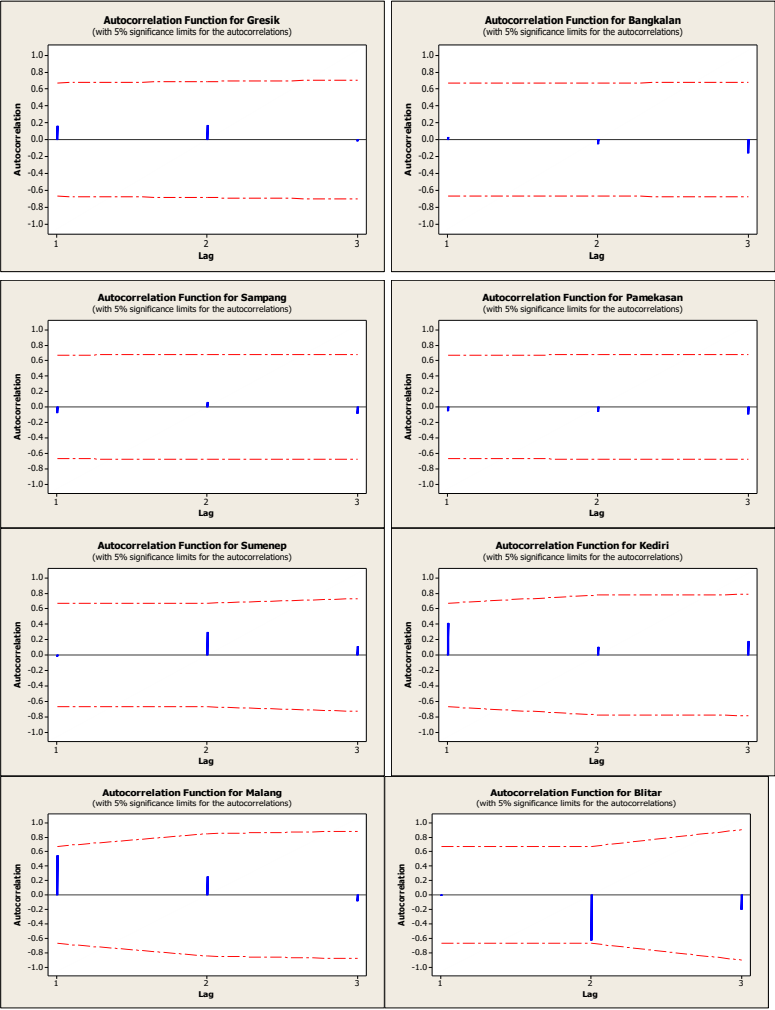 Autocorrelation Function for Gresik
(with 5% significance limits for the autocorrelations)
1.0
0.8
0.6
0.4
0.2
0.0
-0.2
-0.4
-0.6
-0.8
-1.0
Autocorrelation
1 2 3
Lag
Autocorrelation Function for Bangkalan
(with 5% significance limits for the autocorrelations)
1.0
0.8
0.6
0.4
0.2
0.0
-0.2
-0.4
-0.6
-0.8
-1.0
Autocorrelation
1 2 3
Lag
Autocorrelation Function for Sampang
(with 5% significance limits for the autocorrelations)
1.0
0.8
0.6
0.4
0.2
0.0
-0.2
-0.4
-0.6
-0.8
-1.0
Autocorrelation
1 2 3
Lag
Autocorrelation Function for Pamekasan
(with 5% significance limits for the autocorrelations)
1.0
0.8
0.6
0.4
0.2
0.0
-0.2
-0.4
-0.6
-0.8
-1.0
Autocorrelation
1 2 3
Lag
Autocorrelation Function for Sumenep
(with 5% significance limits for the autocorrelations)
1.0
0.8
0.6
0.4
0.2
0.0
-0.2
-0.4
-0.6
-0.8
-1.0
Autocorrelation
1 2 3
Lag
Autocorrelation Function for Kediri
(with 5% significance limits for the autocorrelations)
1.0
0.8
0.6
0.4
0.2
0.0
-0.2
-0.4
-0.6
-0.8
-1.0
Autocorrelation
1 2 3
Lag
Autocorrelation Function for Malang
(with 5% significance limits for the autocorrelations)
1.0
0.8
0.6
0.4
0.2
0.0
-0.2
-0.4
-0.6
-0.8
-1.0
Autocorrelation
1 2 3
Lag
Autocorrelation Function for Blitar
(with 5% significance limits for the autocorrelations)
1.0
0.8
0.6
0.4
0.2
0.0
-0.2
-0.4
-0.6
-0.8
-1.0
Autocorrelation
1 2 3
Lag